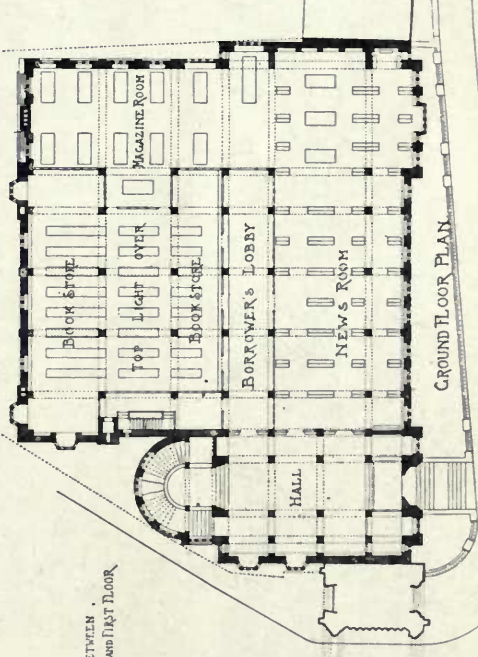 MAGAZINE ROOM
BOOK STORE
TOP LIGHT OVER
BOOK STORE
BORROWER'S LOBBY
NEWS ROOM
HALL
GROUND FLOOR PLAN
AND FIRST FLOOR